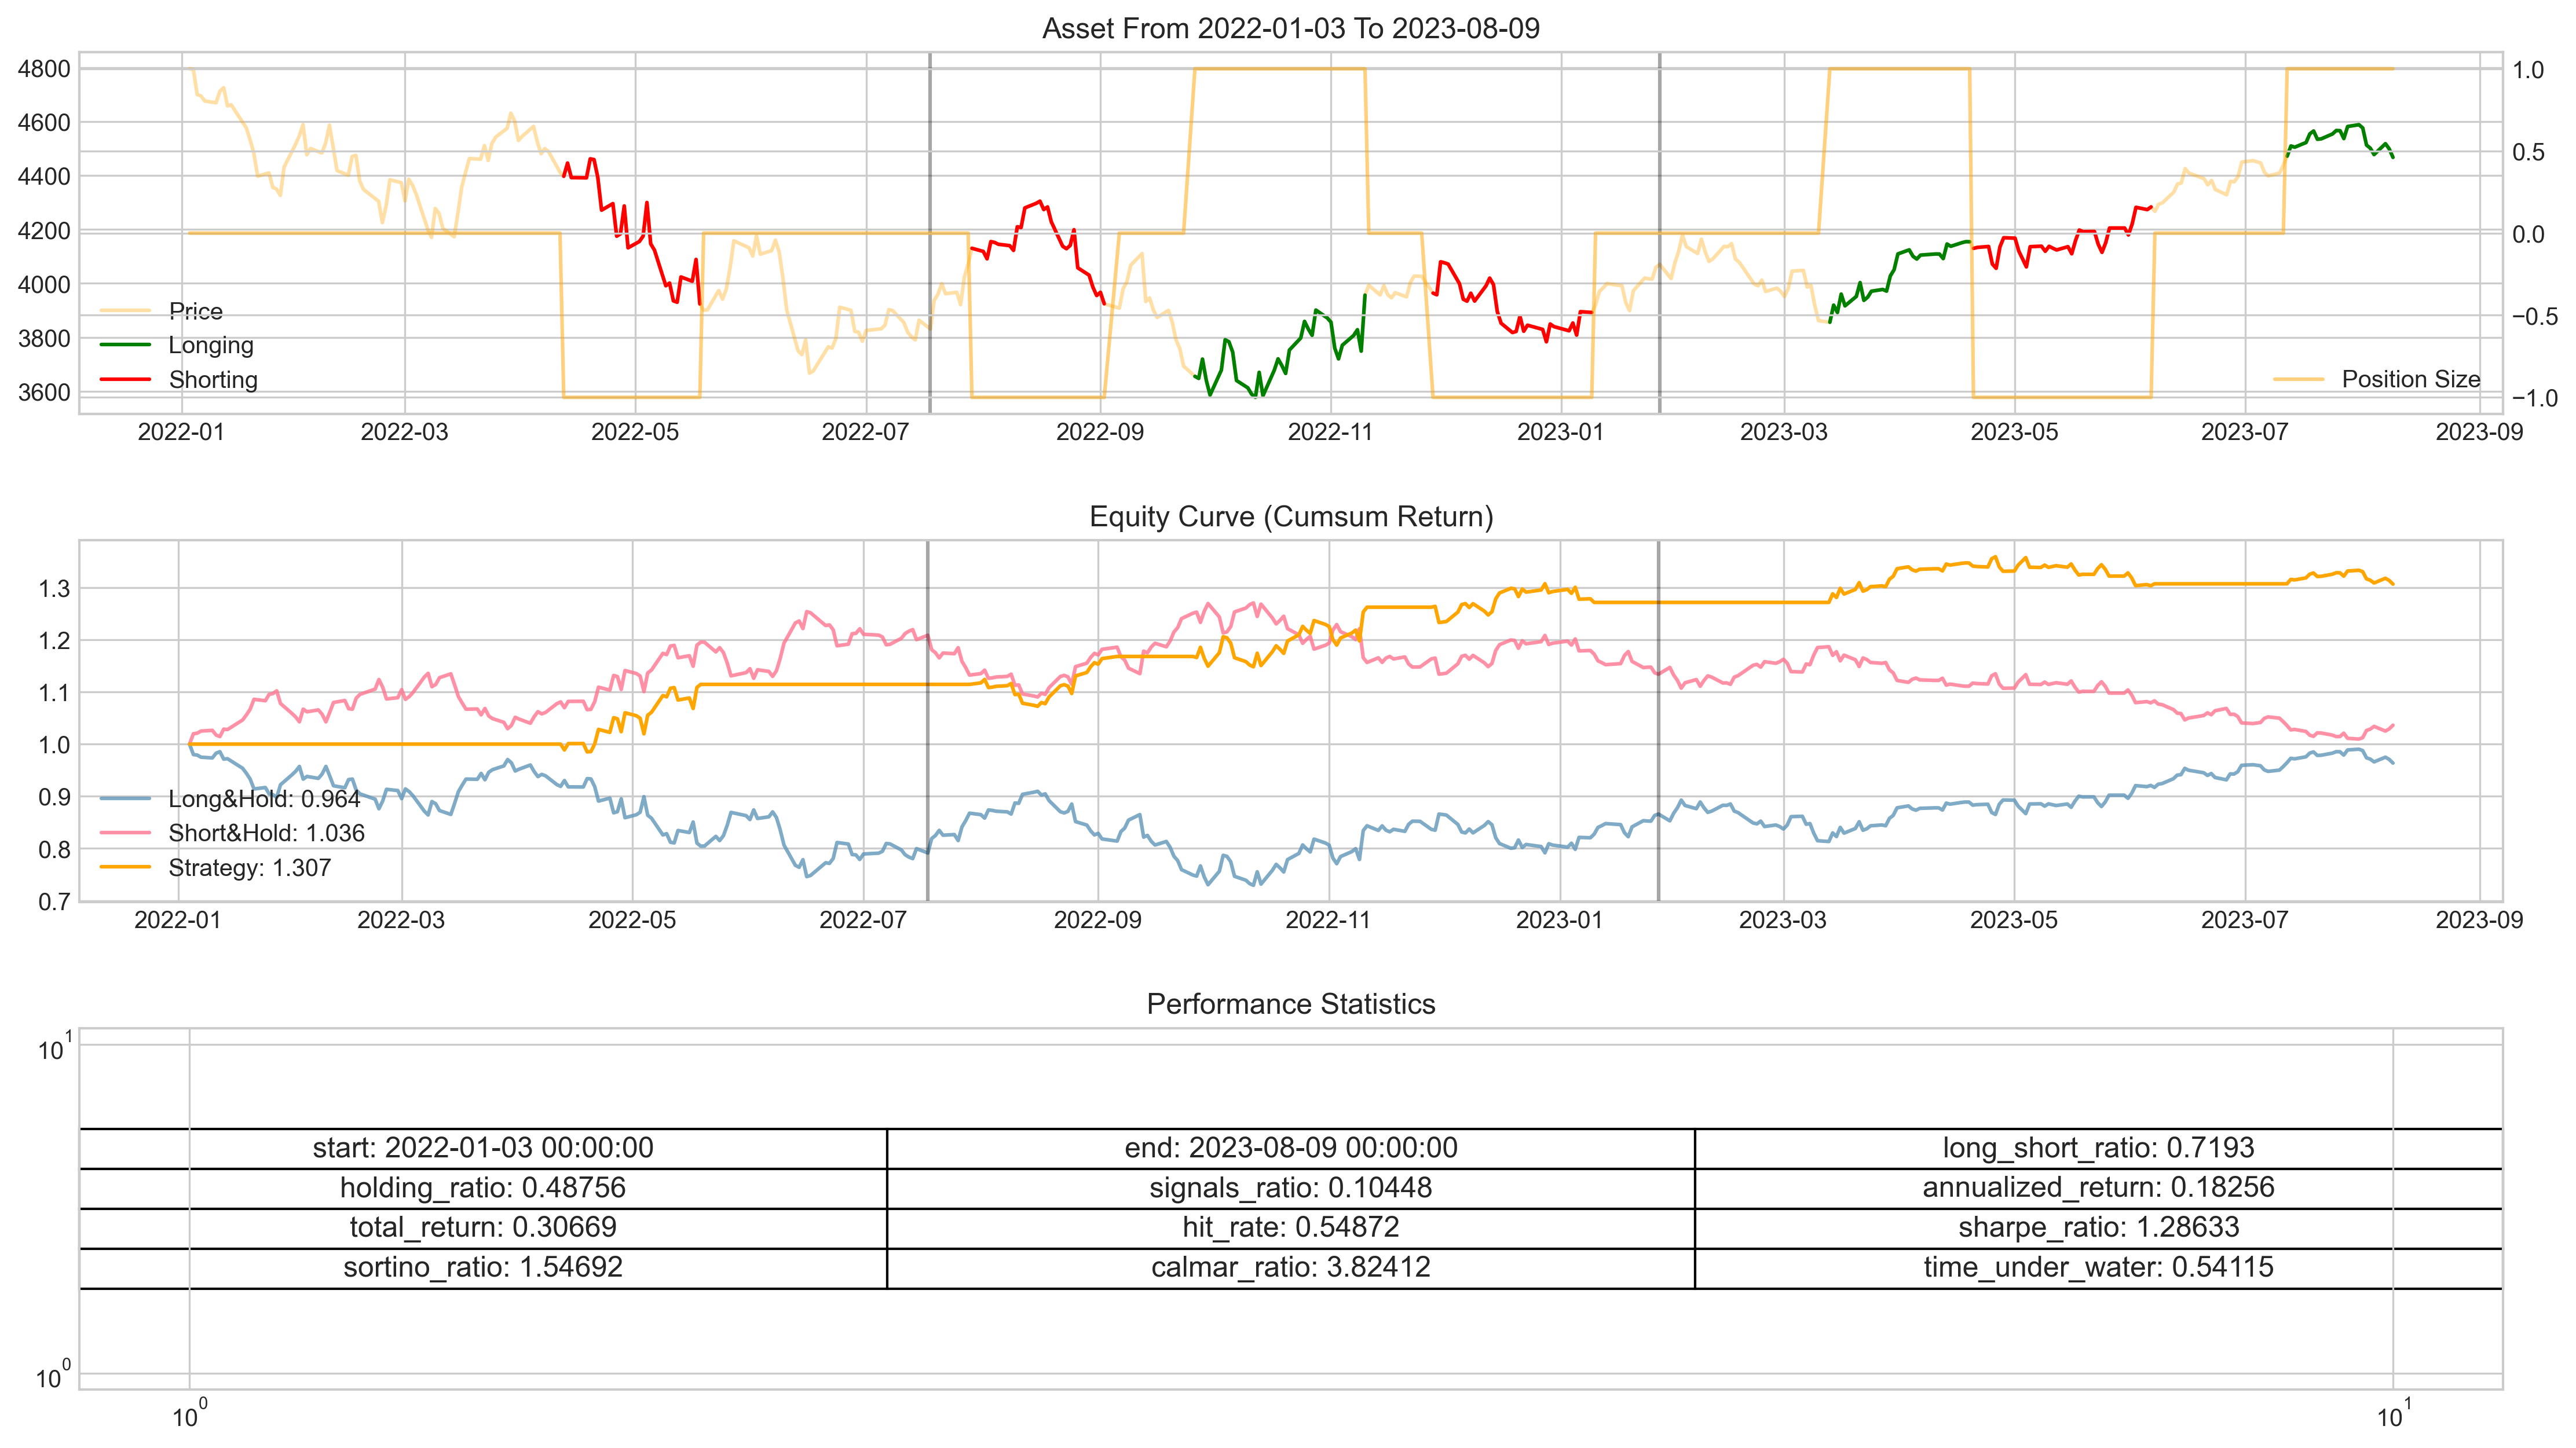 Asset From 2022-01-03 To 2023-08-09
4800
4600
4400
4200
4000
3800
3600
1.0
0.5
0.0
−0.5
−1.0
Price
Longing
Shorting
Position Size
2022-01 2022-03 2022-05 2022-07 2022-09 2022-11 2023-01 2023-03 2023-05 2023-07 2023-09
Equity Curve (Cumsum Return)
1.3
1.2
1.1
1.0
0.9
0.8
0.7
Long&Hold: 0.964
Short&Hold: 1.036
Strategy: 1.307
2022-01 2022-03 2022-05 2022-07 2022-09 2022-11 2023-01 2023-03 2023-05 2023-07 2023-09
Performance Statistics
10¹
start: 2022-01-03 00:00:00 end: 2023-08-09 00:00:00 long_short_ratio: 0.7193
holding_ratio: 0.48756 signals_ratio: 0.10448 annualized_return: 0.18256
total_return: 0.30669 hit_rate: 0.54872 sharpe_ratio: 1.28633
sortino_ratio: 1.54692 calmar_ratio: 3.82412 time_under_water: 0.54115
10⁰
10⁰ 10¹